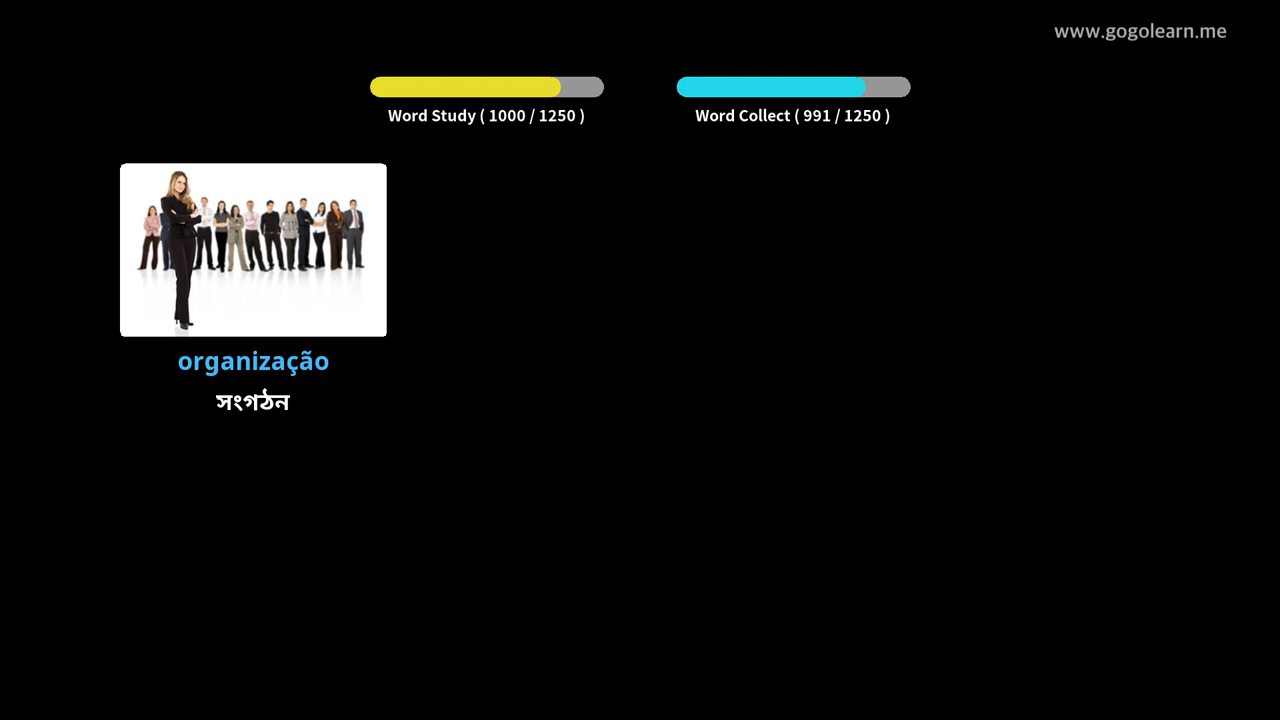 www.gogolearn.me
Word Study ( 1000 / 1250 )
Word Collect ( 991 / 1250 )
organização
সংগঠন